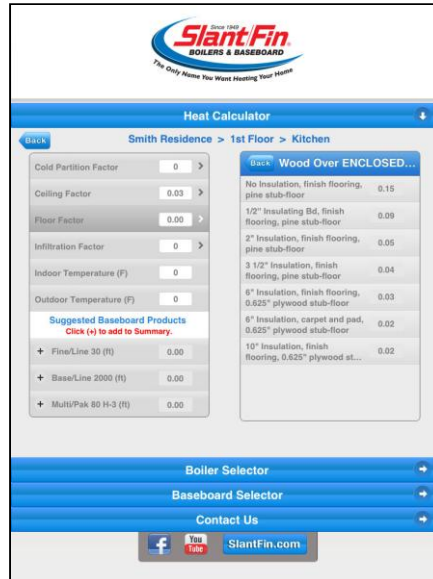 Since 1949
Slant/Fin.
BOILERS & BASEBOARD
The Only Name You Want Heating Your Home
Heat Calculator
Back
Smith Residence > 1st Floor > Kitchen
Cold Partition Factor 0 >
Ceiling Factor 0.03 >
Floor Factor 0.00 >
Infiltration Factor 0 >
Indoor Temperature (F) 0
Outdoor Temperature (F) 0
Suggested Baseboard Products
Click (+) to add to Summary.
+ Fine/Line 30 (ft) 0.00
+ Base/Line 2000 (ft) 0.00
+ Multi/Pak 80 H-3 (ft) 0.00
Back Wood Over ENCLOSED...
No Insulation, finish flooring,
pine stub-floor 0.15
1/2" Insulating Bd, finish
flooring, pine stub-floor 0.09
2" Insulation, finish flooring,
pine stub-floor 0.05
3 1/2" Insulation, finish
flooring, pine stub-floor 0.04
6" Insulation, finish flooring,
0.625" plywood stub-floor 0.03
6" Insulation, carpet and pad,
0.625" plywood stub-floor 0.02
10" Insulation, finish
flooring, 0.625" plywood st... 0.02
Boiler Selector
Baseboard Selector
Contact Us
f
You
Tube
SlantFin.com